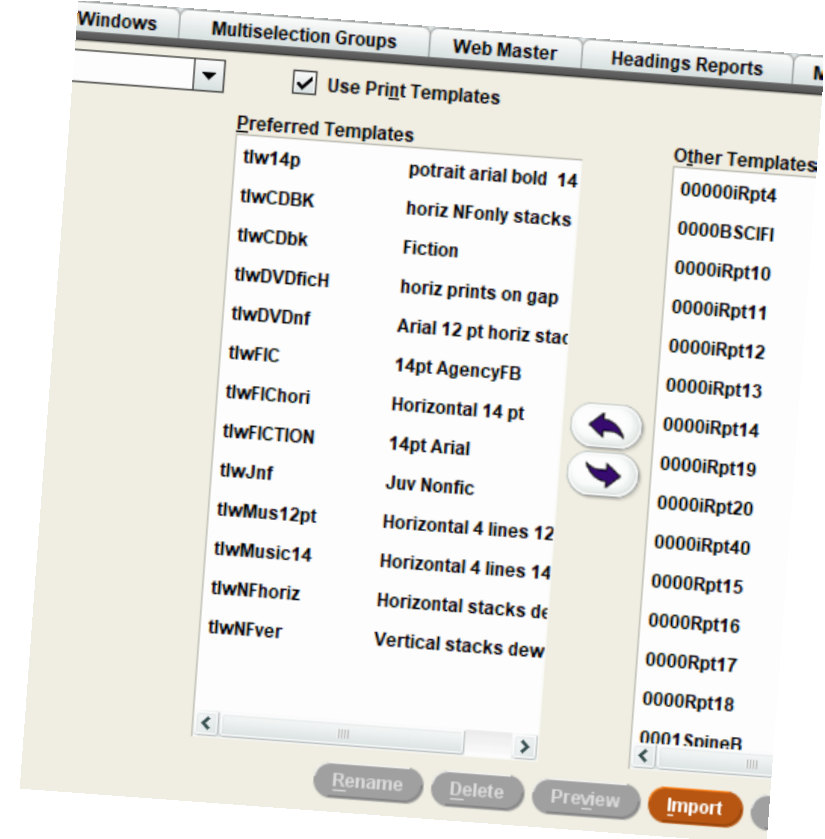 Windows Multiselection Groups Web Master Headings Reports
Use Print Templates
Preferred Templates
tlw14p potrait arial bold 14
tlwCDBK horiz NFonly stacks
tlwCDbk Fiction
tlwDVDficH horiz prints on gap
tlwDVDnf Arial 12 pt horiz stac
tlwFIC 14pt AgencyFB
tlwFIChori Horizontal 14 pt
tlwFICTION 14pt Arial
tlwJnf Juv Nonfic
tlwMus12pt Horizontal 4 lines 12
tlwMusic14 Horizontal 4 lines 14
tlwNFhoriz Horizontal stacks de
tlwNFver Vertical stacks dew
Other Templates
00000iRpt4
0000BSCIFI
0000iRpt10
0000iRpt11
0000iRpt12
0000iRpt13
0000iRpt14
0000iRpt19
0000iRpt20
0000iRpt40
0000Rpt15
0000Rpt16
0000Rpt17
0000Rpt18
0001SpineB
Rename Delete Preview Import